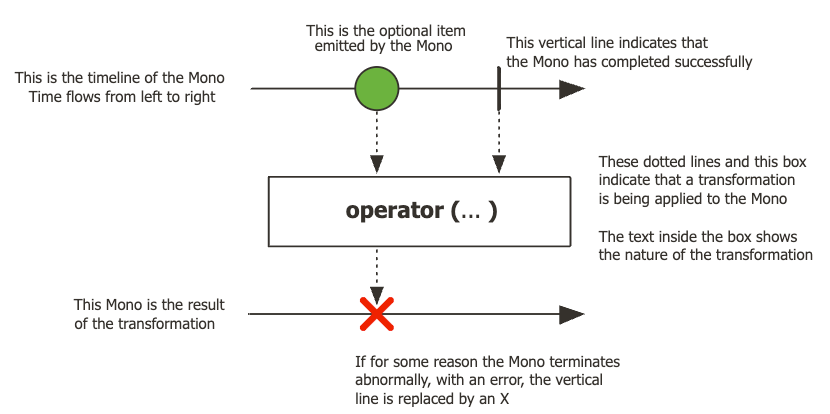 This is the optional item
emitted by the Mono
This vertical line indicates that
the Mono has completed successfully
This is the timeline of the Mono
Time flows from left to right
These dotted lines and this box
indicate that a transformation
is being applied to the Mono
operator (... )
The text inside the box shows
the nature of the transformation
This Mono is the result
of the transformation
If for some reason the Mono terminates
abnormally, with an error, the vertical
line is replaced by an X